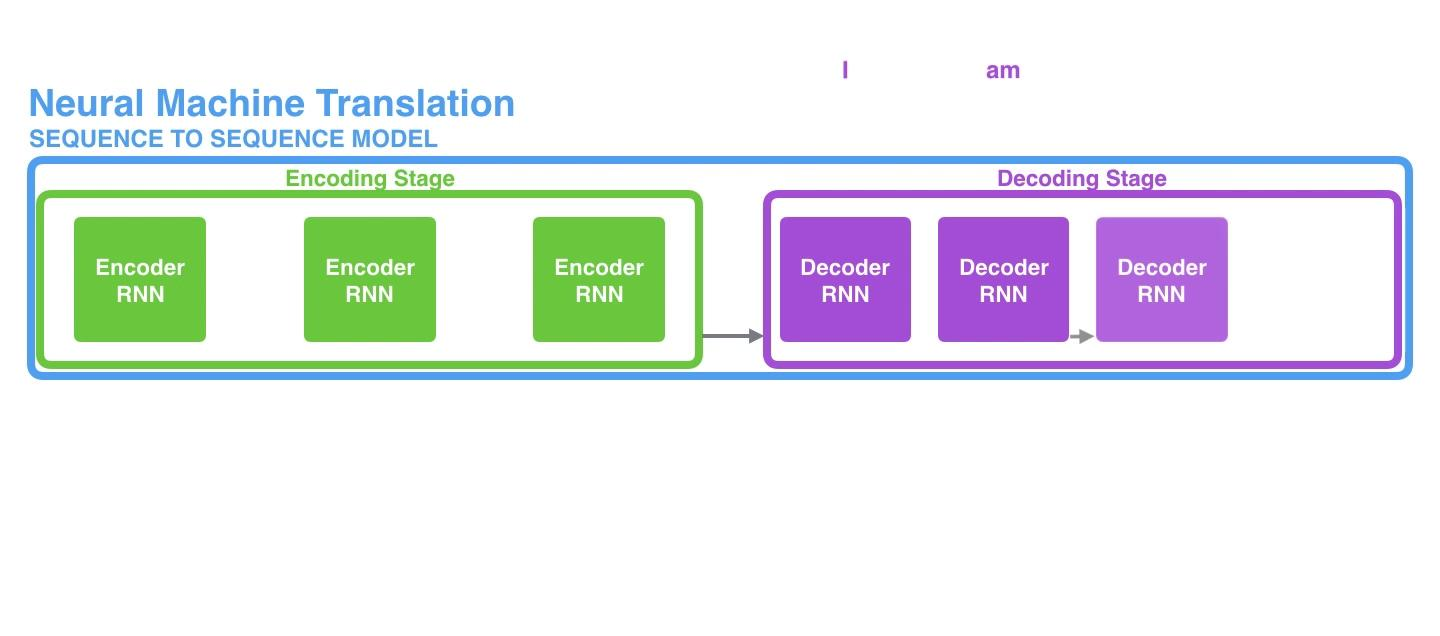 I am
Neural Machine Translation
SEQUENCE TO SEQUENCE MODEL
Encoding Stage
Decoding Stage
Encoder
RNN
Encoder
RNN
Encoder
RNN
Decoder
RNN
Decoder
RNN
Decoder
RNN